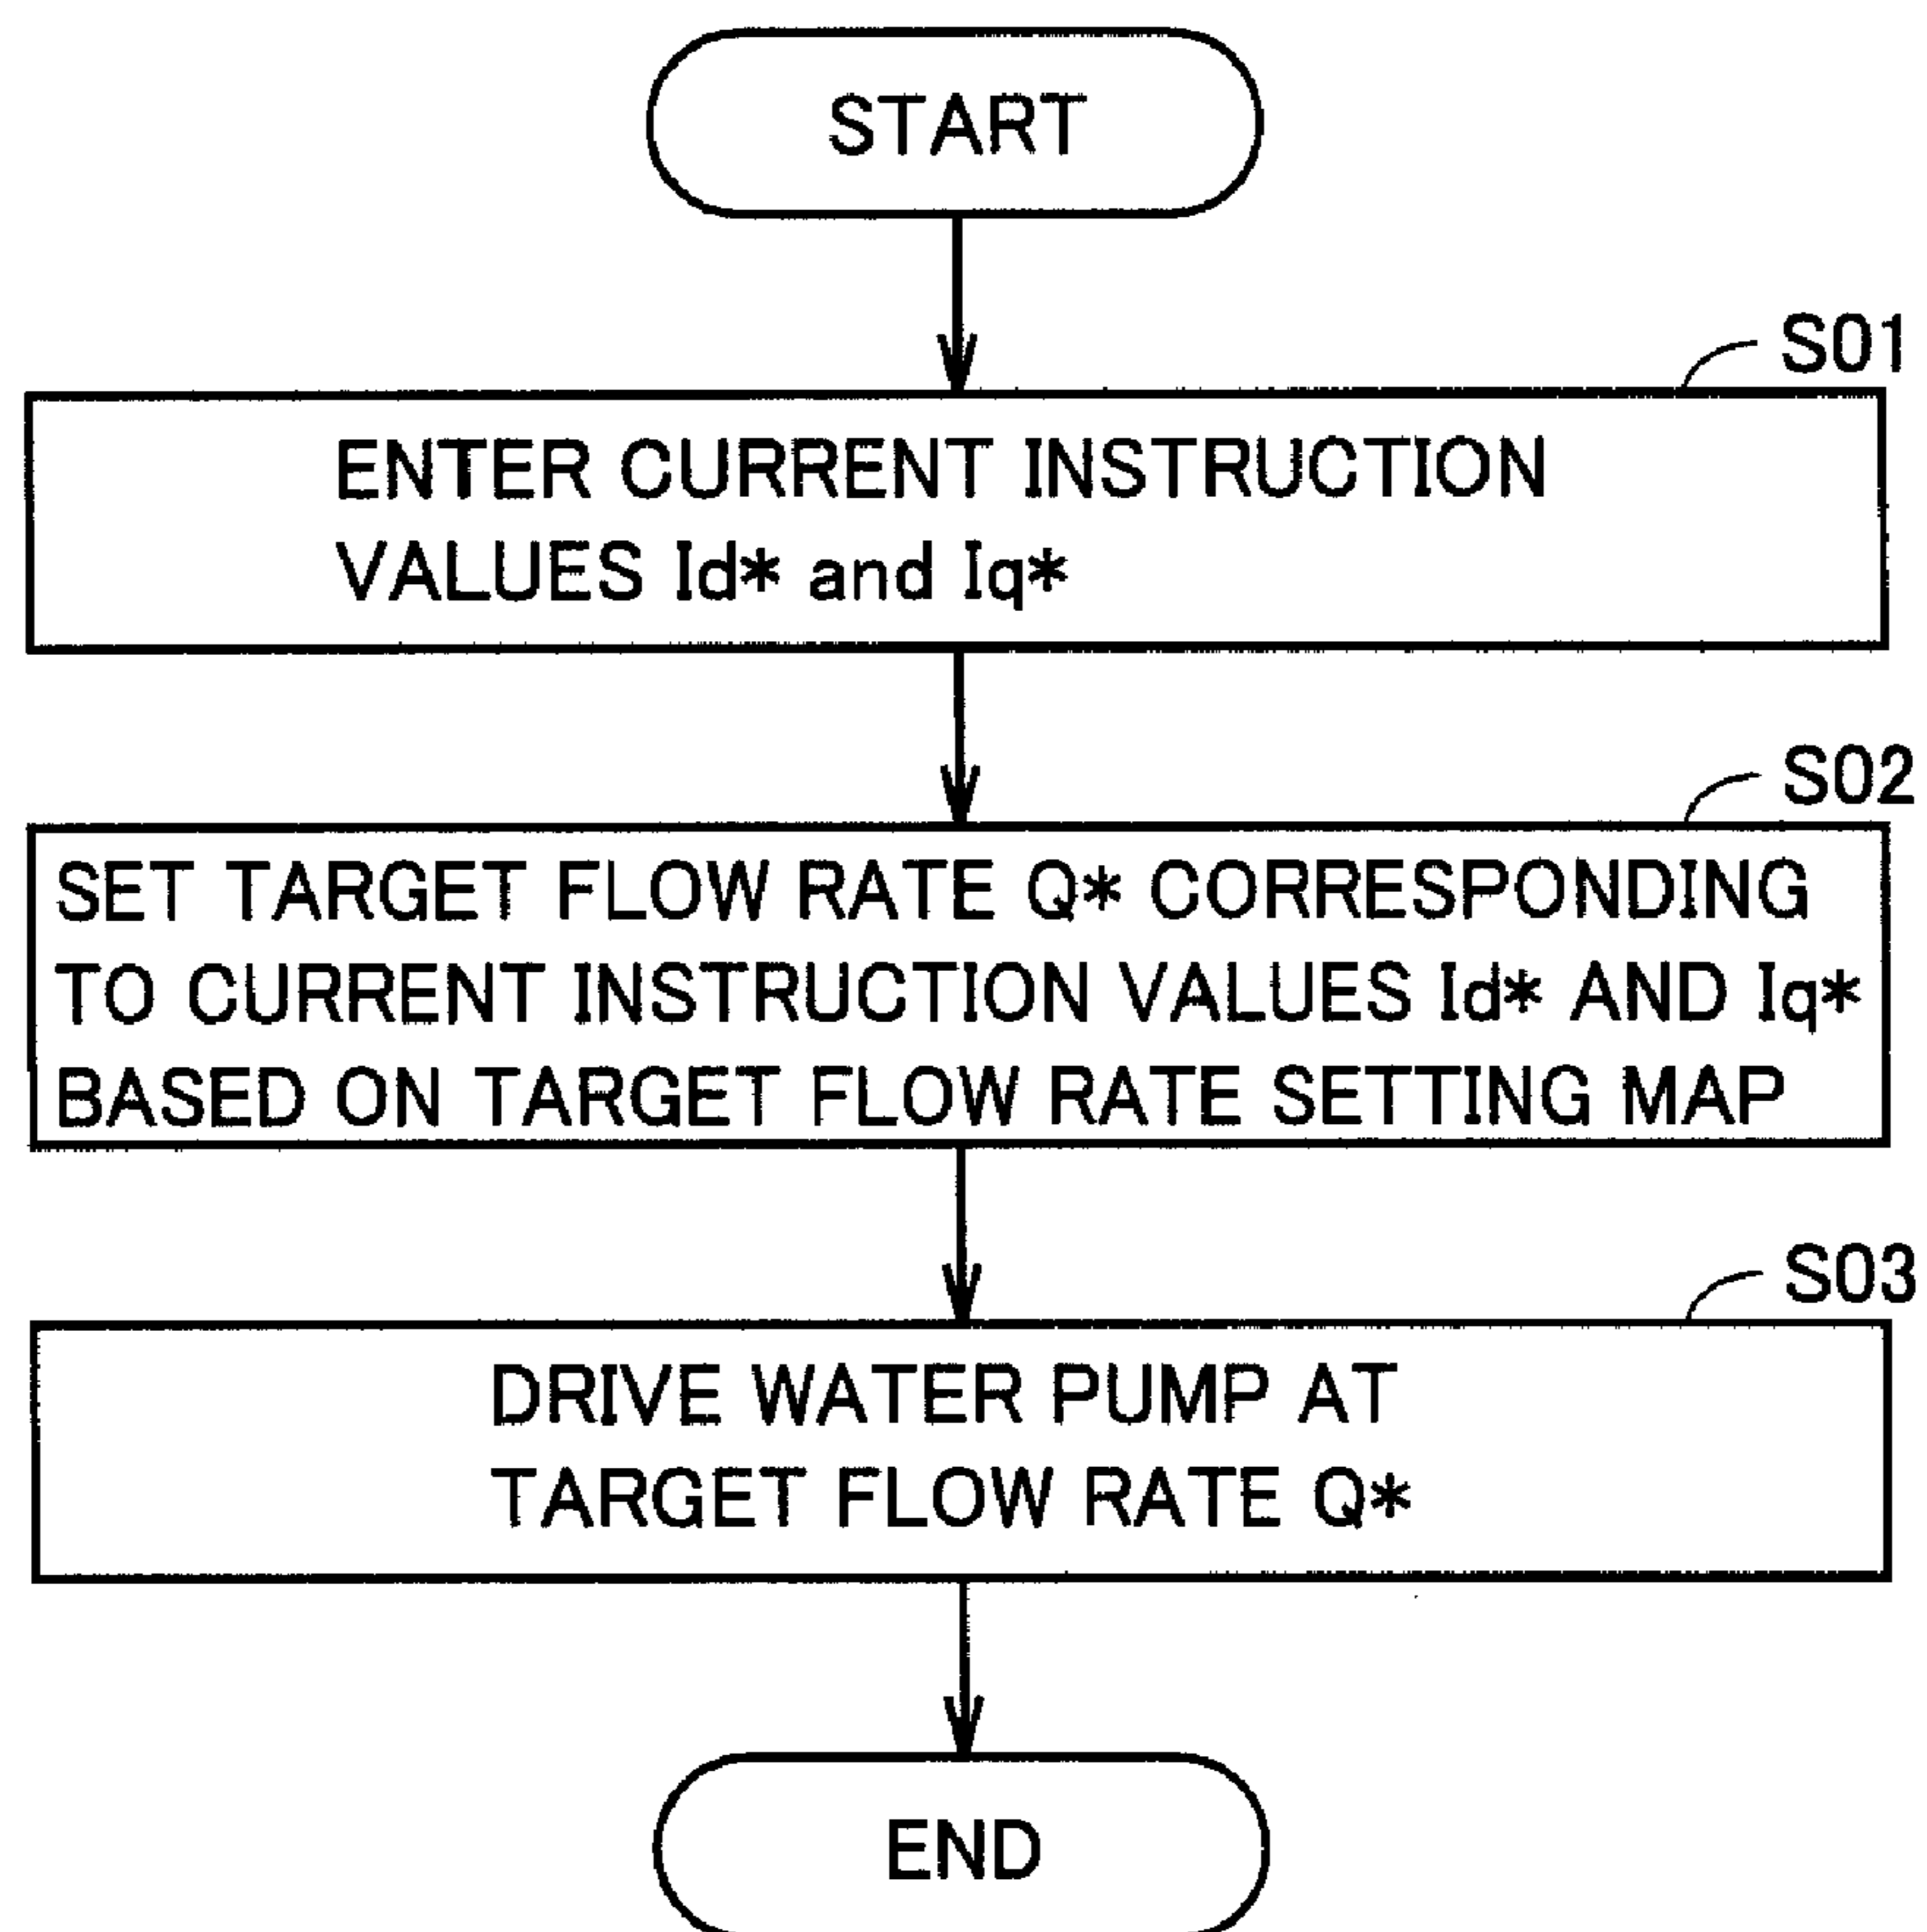 START
S01
ENTER CURRENT INSTRUCTION
VALUES Id* and Iq*
S02
SET TARGET FLOW RATE Q* CORRESPONDING
TO CURRENT INSTRUCTION VALUES Id* AND Iq*
BASED ON TARGET FLOW RATE SETTING MAP
S03
DRIVE WATER PUMP AT
TARGET FLOW RATE Q*
END